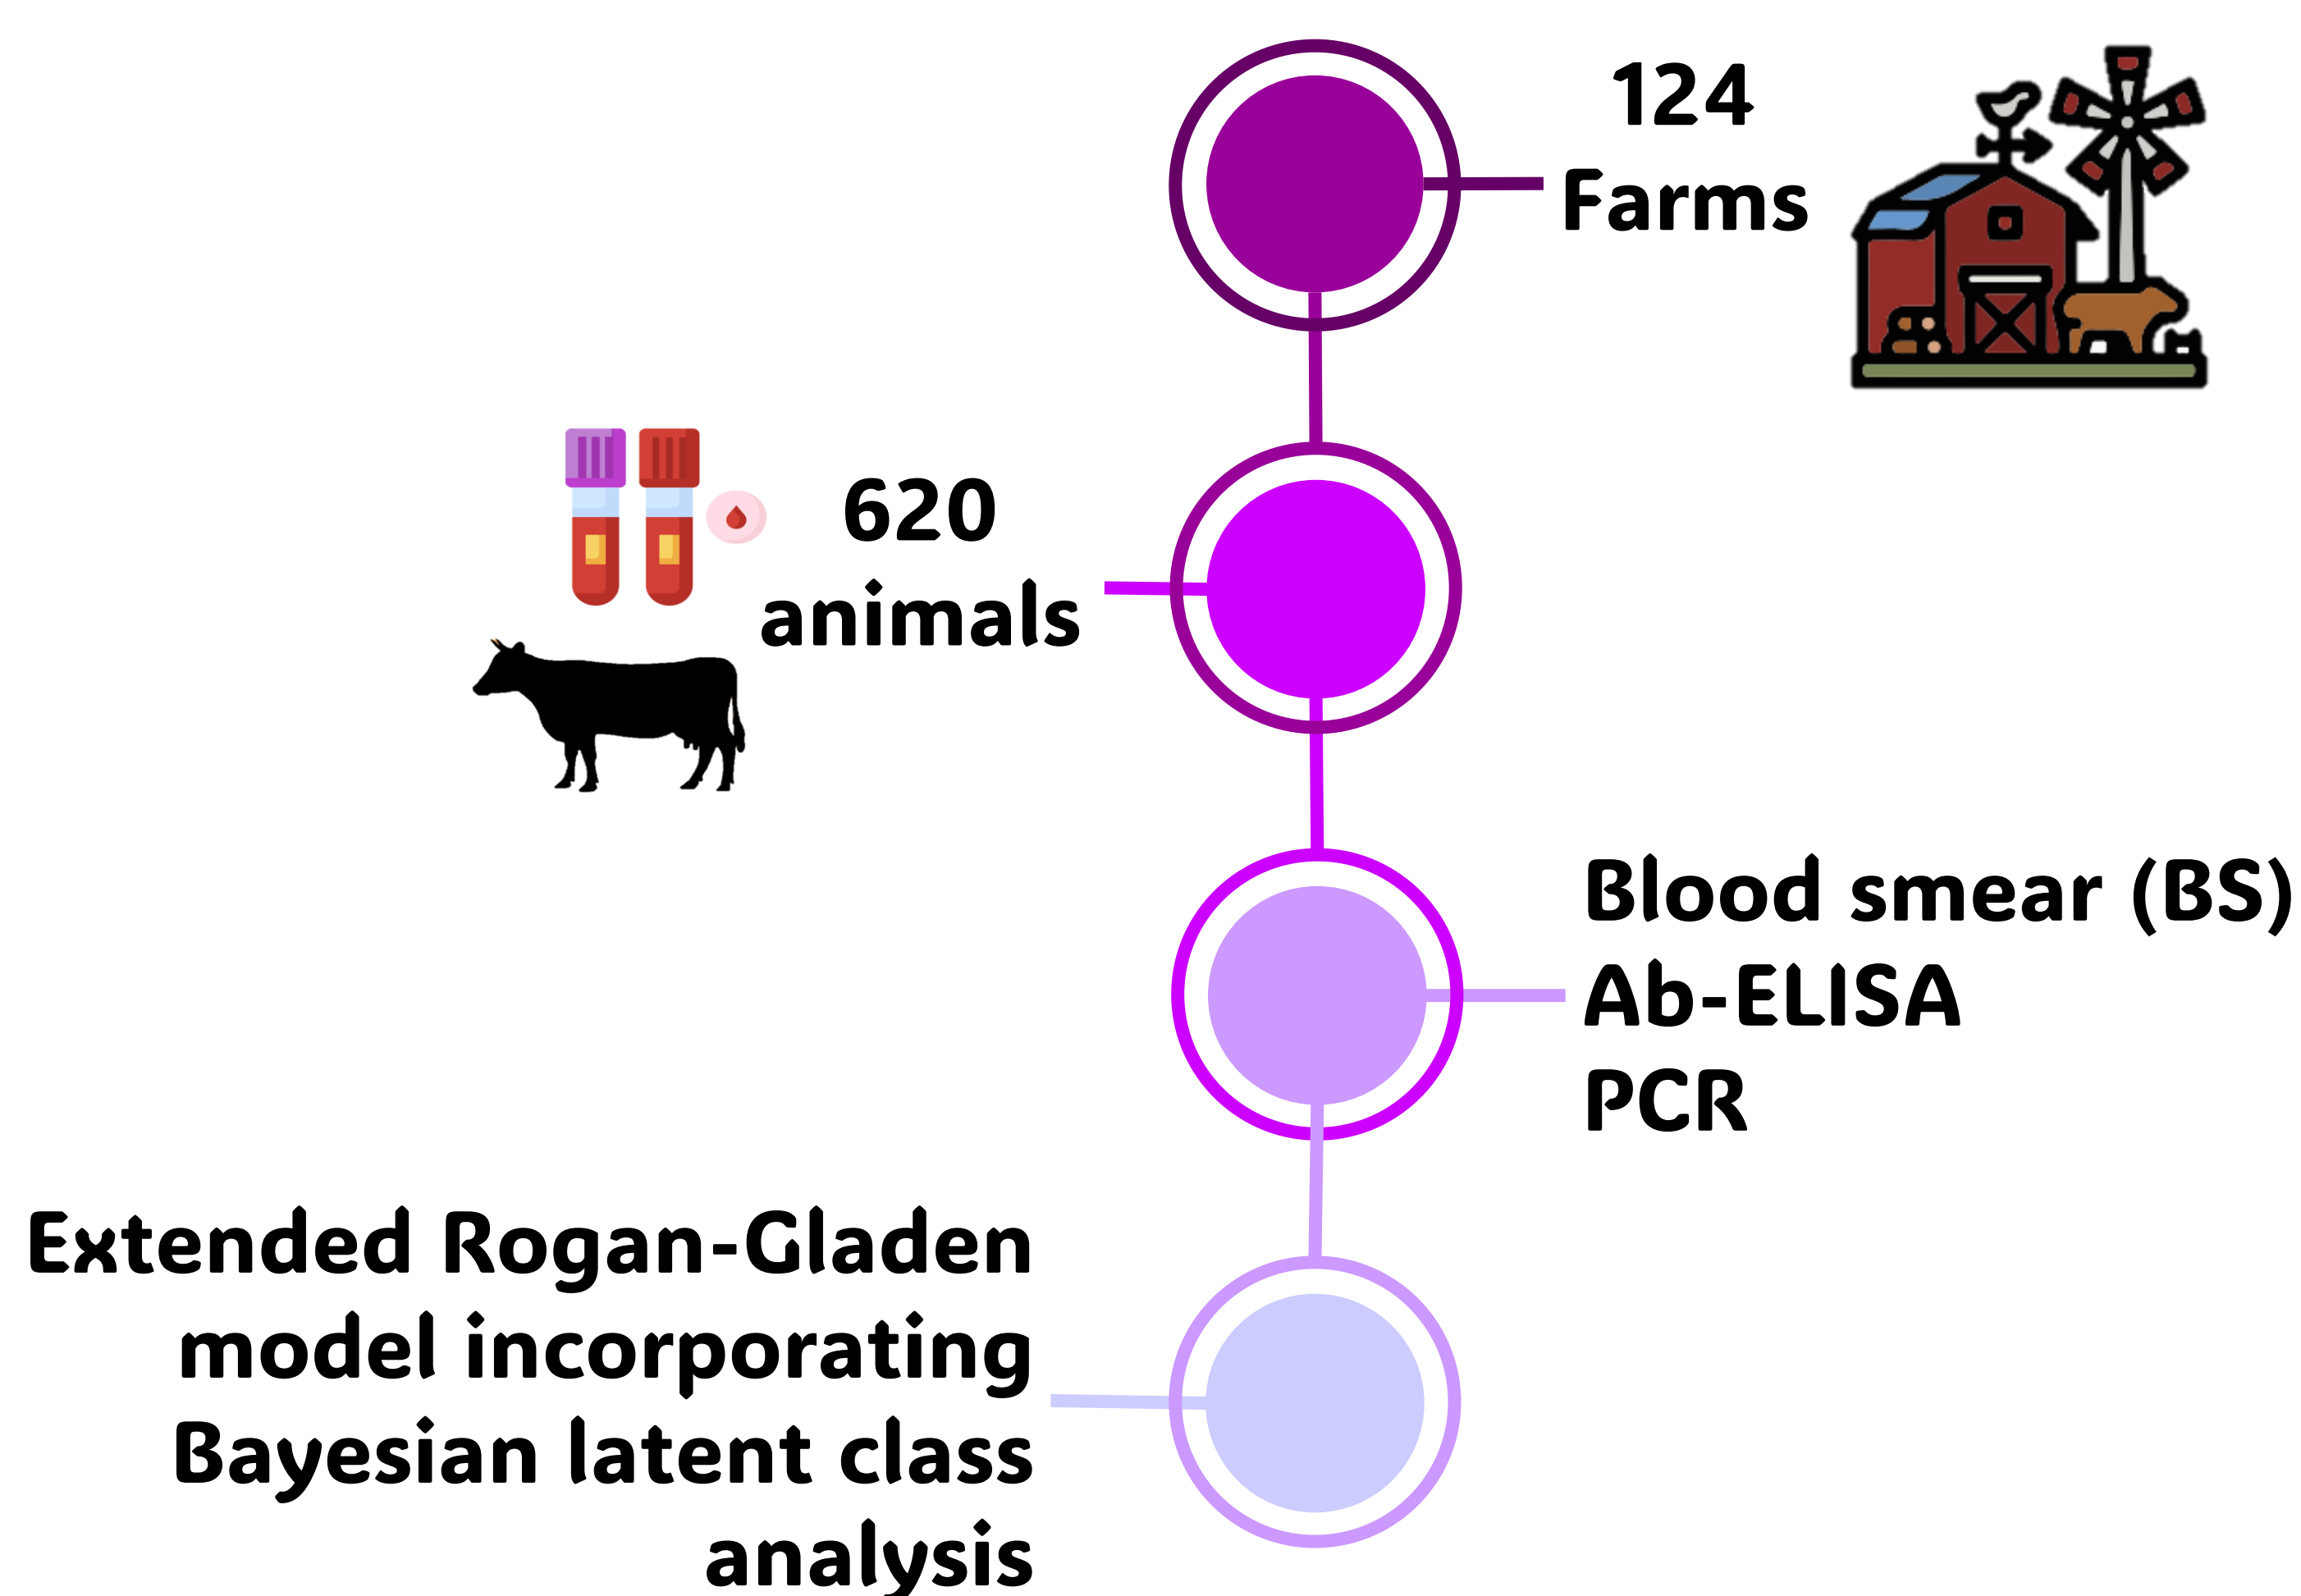 124
Farms
620
animals
Blood smear (BS)
Ab-ELISA
PCR
Extended Rogan-Gladen
model incorporating
Bayesian latent class
analysis